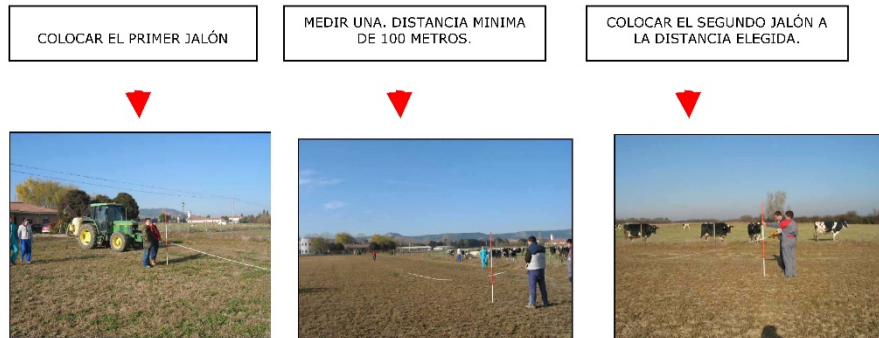 COLOCAR EL PRIMER JALÓN
MEDIR UNA. DISTANCIA MINIMA
DE 100 METROS.
COLOCAR EL SEGUNDO JALÓN A
LA DISTANCIA ELEGIDA.